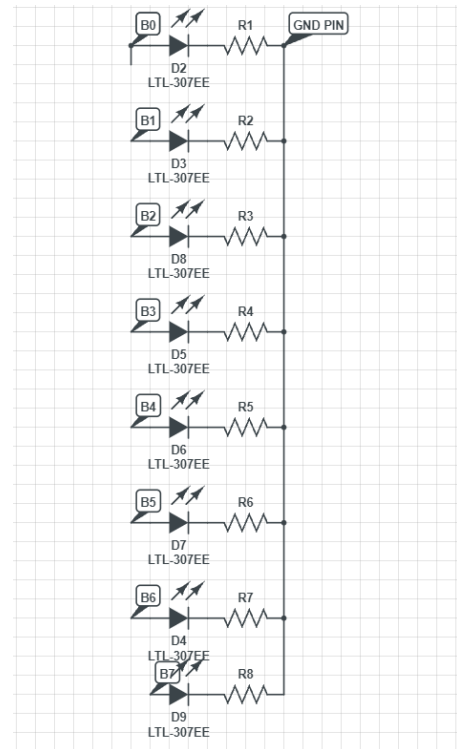 B0
R1
GND PIN
D2
LTL-307EE
B1
R2
D3
LTL-307EE
B2
R3
D8
LTL-307EE
B3
R4
D5
LTL-307EE
B4
R5
D6
LTL-307EE
B5
R6
D7
LTL-307EE
B6
R7
D4
LTL-307EE
B7
R8
D9
LTL-307EE